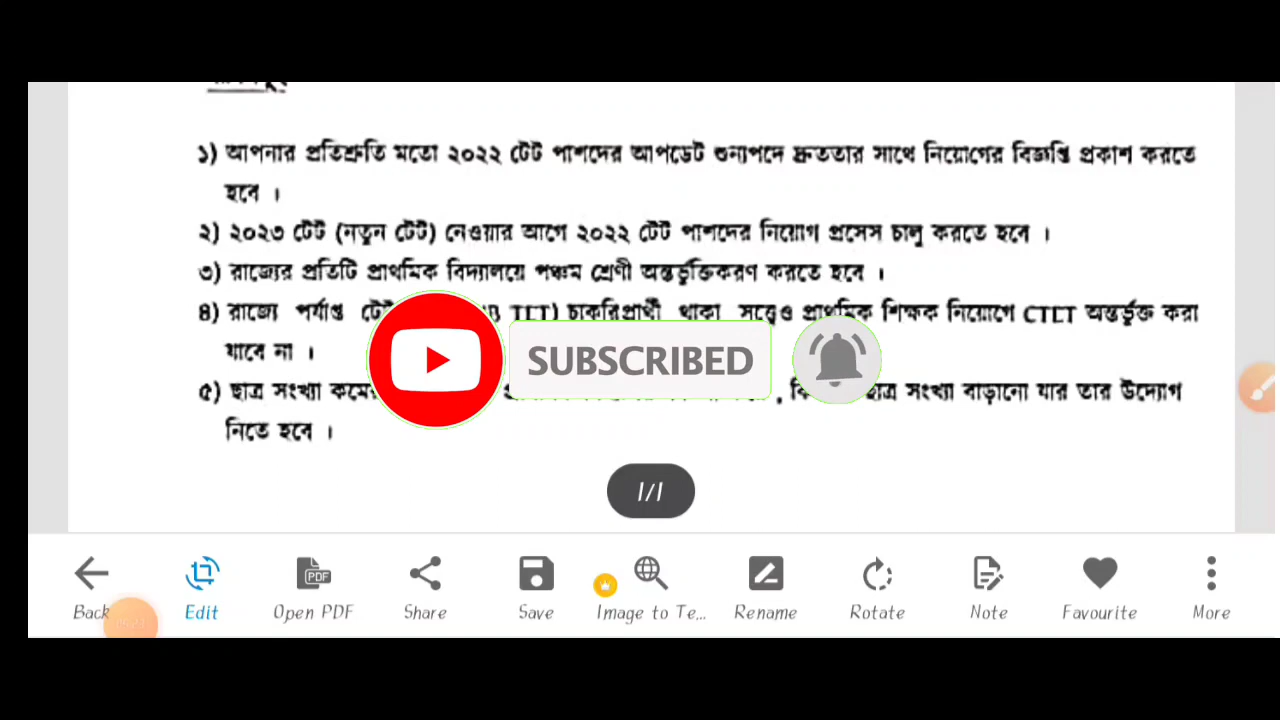 ১) আপনার প্রতিশ্রুতি মতো ২০২২ টেট পাশদের আপডেট শুন্যপদে দ্রুততার সাথে নিয়োগের বিজ্ঞপ্তি প্রকাশ করতে
হবে ।
২) ২০২৩ টেট (নতুন টেট) নেওয়ার আগে ২০২২ টেট পাশদের নিয়োগ প্রসেস চালু করতে হবে ।
৩) রাজ্যের প্রতিটি প্রাথমিক বিদ্যালয়ে পঞ্চম শ্রেণী অন্তর্ভুক্তিকরণ করতে হবে ।
৪) রাজ্যে পর্যাপ্ত TET) চাকরিপ্রার্থী থাকা সত্ত্বেও প্রাথমিক শিক্ষক নিয়োগে CTET অন্তর্ভুক্ত করা
যাবে না ।
SUBSCRIBED
৫) ছাত্র সংখ্যা ছাত্র সংখ্যা বাড়ানো যার তার উদ্যোগ
নিতে হবে ।
1/1
Back Edit Open PDF Share Save Image to Te... Rename Rotate Note Favourite More
PDF